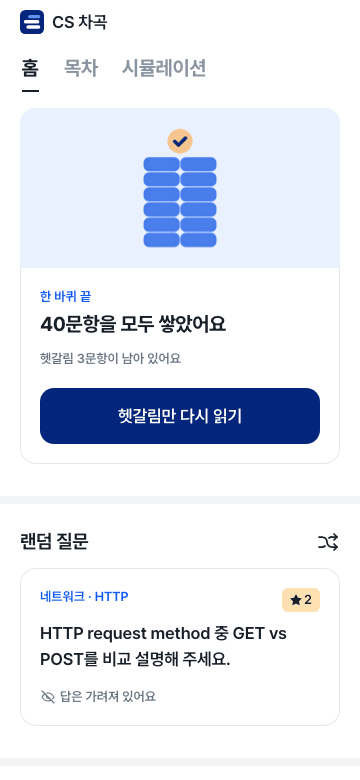 CS 차곡
홈 목차 시뮬레이션
한 바퀴 끝
40문항을 모두 쌓았어요
헷갈림 3문항이 남아 있어요
헷갈림만 다시 읽기
랜덤 질문
네트워크 · HTTP
2
HTTP request method 중 GET vs
POST를 비교 설명해 주세요.
답은 가려져 있어요